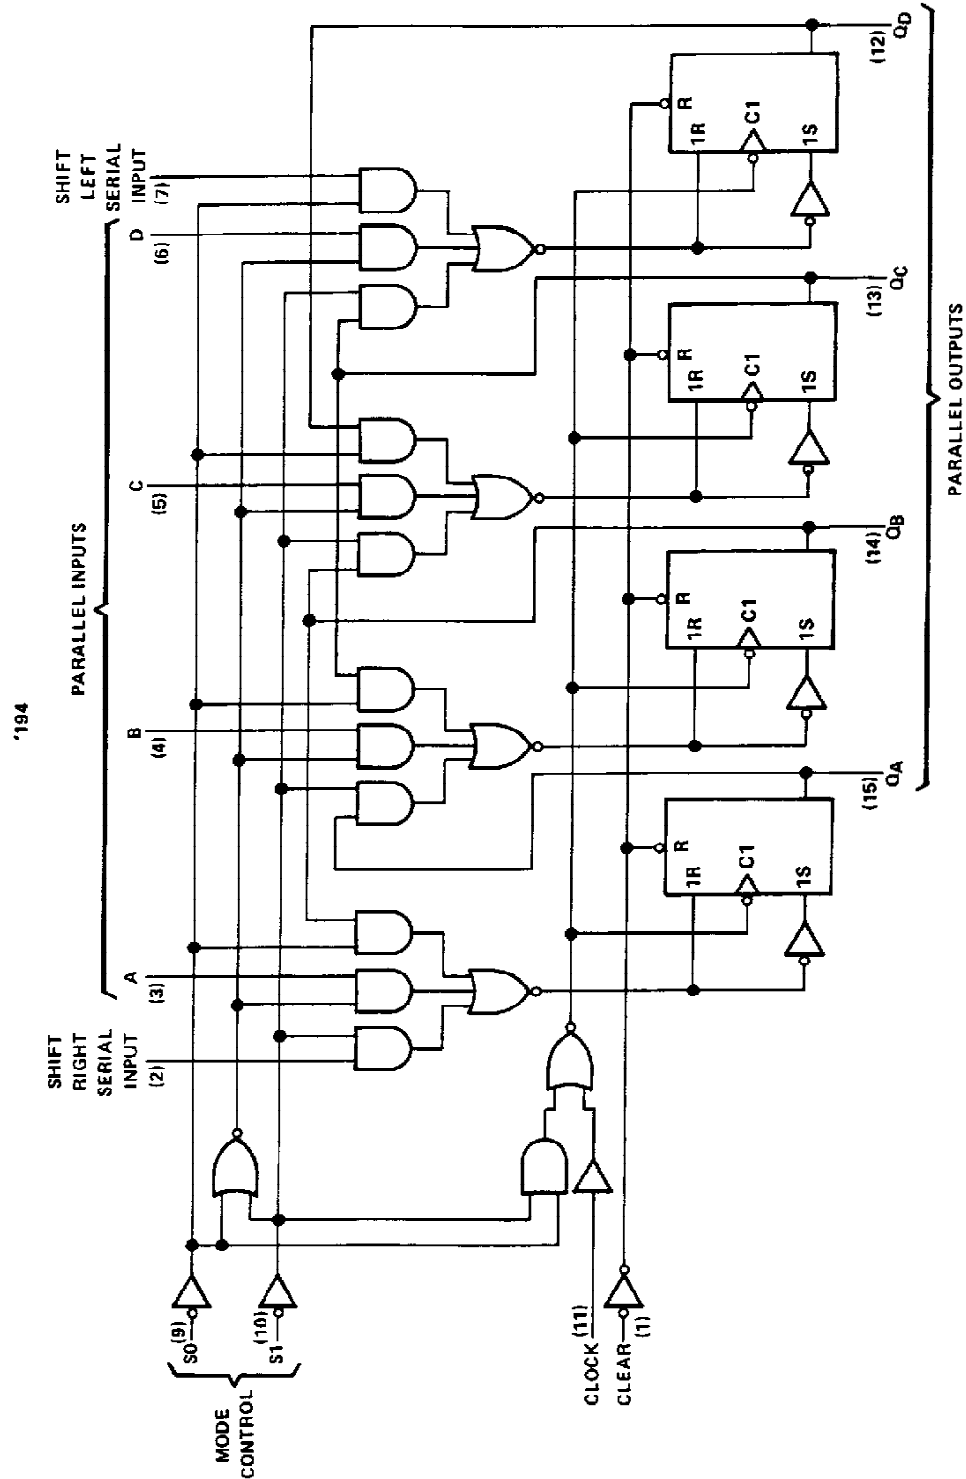 '194
PARALLEL INPUTS
SHIFT
RIGHT
SERIAL
INPUT
(2)
A
(3)
B
(4)
C
(5)
D
(6)
SHIFT
LEFT
SERIAL
INPUT
(7)
MODE
CONTROL
S0
(9)
S1
(10)
CLOCK
(11)
CLEAR
(1)
R
1R
C1
1S
R
1R
C1
1S
R
1R
C1
1S
R
1R
C1
1S
(15)
QA
(14)
QB
(13)
QC
(12)
QD
PARALLEL OUTPUTS